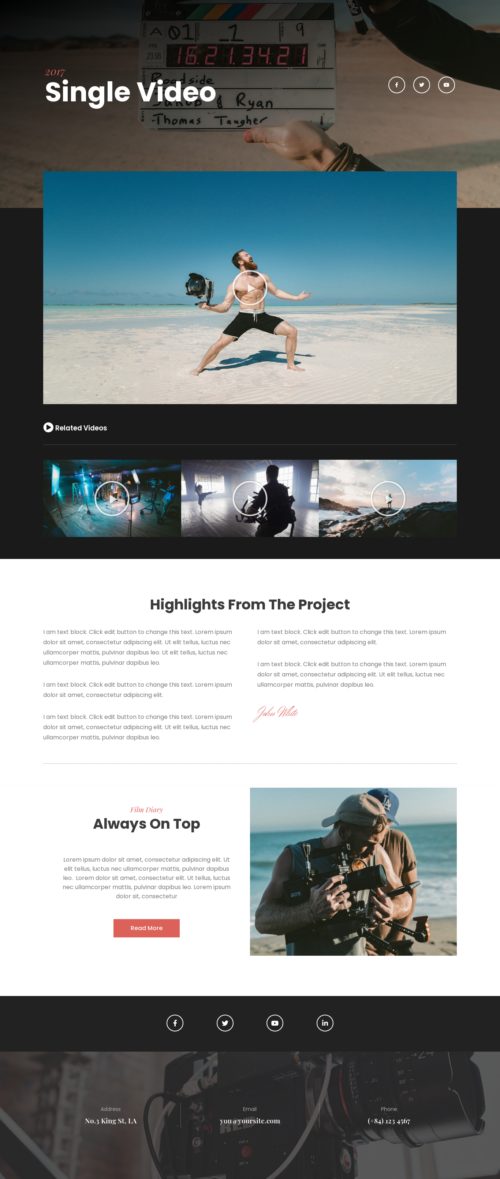 A01 1 9
16:21:34:21
2017
Single Video
Roadside
Jakob & Ryan
Thomas Taugher
Related Videos
Highlights From The Project
I am text block. Click edit button to change this text. Lorem ipsum
dolor sit amet, consectetur adipiscing elit. Ut elit tellus, luctus nec
ullamcorper mattis, pulvinar dapibus leo. Ut elit tellus, luctus nec
ullamcorper mattis, pulvinar dapibus leo.
I am text block. Click edit button to change this text. Lorem ipsum
dolor sit amet, consectetur adipiscing elit.
I am text block. Click edit button to change this text. Lorem ipsum
dolor sit amet, consectetur adipiscing elit. Ut elit tellus, luctus nec
ullamcorper mattis, pulvinar dapibus leo.
I am text block. Click edit button to change this text. Lorem ipsum
dolor sit amet, consectetur adipiscing elit.
I am text block. Click edit button to change this text. Lorem ipsum
dolor sit amet, consectetur adipiscing elit. Ut elit tellus, luctus nec
ullamcorper mattis, pulvinar dapibus leo.
John White
Film Diary
Always On Top
Lorem ipsum dolor sit amet, consectetur adipiscing elit. Ut
elit tellus, luctus nec ullamcorper mattis, pulvinar dapibus
leo. Lorem dolor sit amet, consectetur adipiscing elit. Ut
elit tellus, luctus nec ullamcorper mattis, pulvinar dapibus leo. Lorem ipsum
dolor sit, consectetur
Read More
Address
No.3 King St, LA
Email
you@yoursite.com
Phone
(+84) 123 4567